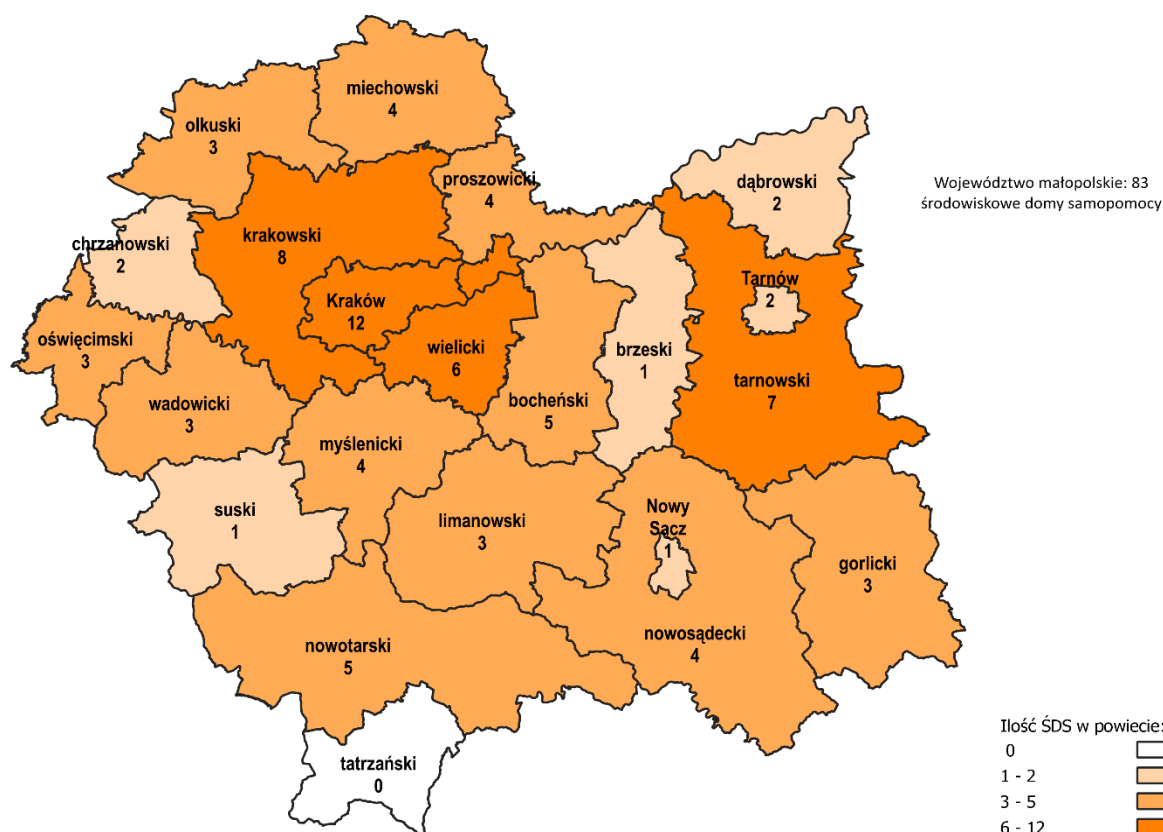 miechowski
4
olkuski
3
proszowicki
4
dąbrowski
2
Województwo małopolskie: 83
środowiskowe domy samopomocy
chrzanowski
2
krakowski
8
Kraków
12
Tarnów
2
oświęcimski
3
wielicki
6
brzeski
1
tarnowski
7
wadowicki
3
bocheński
5
myślenicki
4
suski
1
limanowski
3
Nowy
Sącz
1
gorlicki
3
nowotarski
5
nowosądecki
4
tatrzański
0
Ilość ŚDS w powiecie:
0
1 - 2
3 - 5
6 - 12